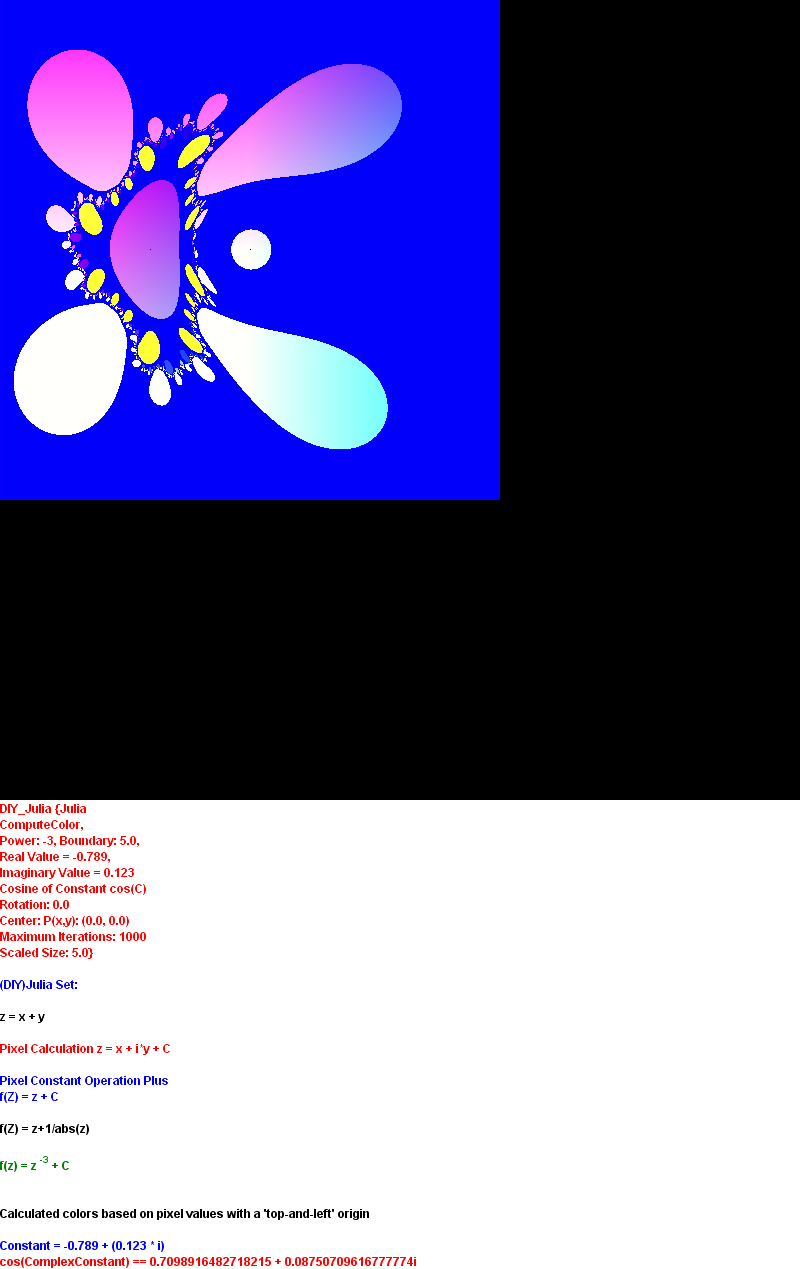 DIY_Julia {Julia
ComputeColor,
Power: -3, Boundary: 5.0,
Real Value = -0.789,
Imaginary Value = 0.123
Cosine of Constant cos(C)
Rotation: 0.0
Center: P(x,y): (0.0, 0.0)
Maximum Iterations: 1000
Scaled Size: 5.0}
(DIY)Julia Set:
z = x + y
Pixel Calculation z = x + i*y + C
Pixel Constant Operation Plus
f(Z) = z + C
f(Z) = z+1/abs(z)
f(z) = z -3 + C
Calculated colors based on pixel values with a 'top-and-left' origin
Constant = -0.789 + (0.123 * i)
cos(ComplexConstant) == 0.7098916482718215 + 0.08750709616777774i